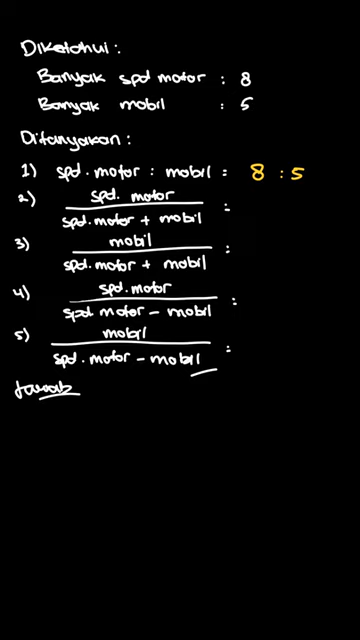 Diketahui :
Banyak spd motor : 8
Banyak mobil : 5
Ditanyakan :
1) spd. motor : mobil = 8 : 5
2) spd. motor
spd. motor + mobil =
3) mobil
spd. motor + mobil =
4) spd. motor
spd motor - mobil =
5) mobil
spd. motor - mobil =
Jawab